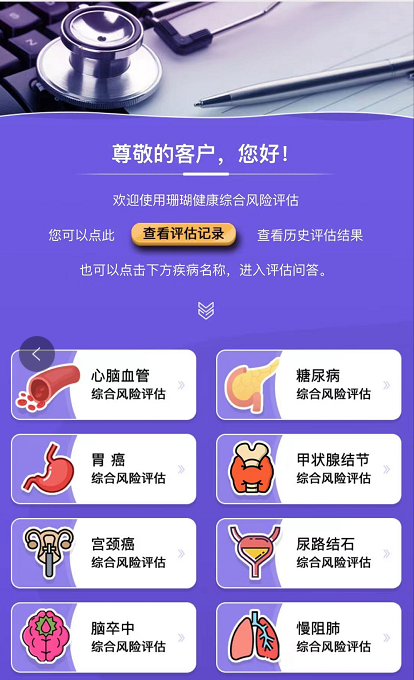 尊敬的客户，您好！
欢迎使用珊瑚健康综合风险评估
您可以点此 查看评估记录 查看历史评估结果
也可以点击下方疾病名称，进入评估问答。
心脑血管
综合风险评估
糖尿病
综合风险评估
胃 癌
综合风险评估
甲状腺结节
综合风险评估
宫颈癌
综合风险评估
尿路结石
综合风险评估
脑卒中
综合风险评估
慢阻肺
综合风险评估